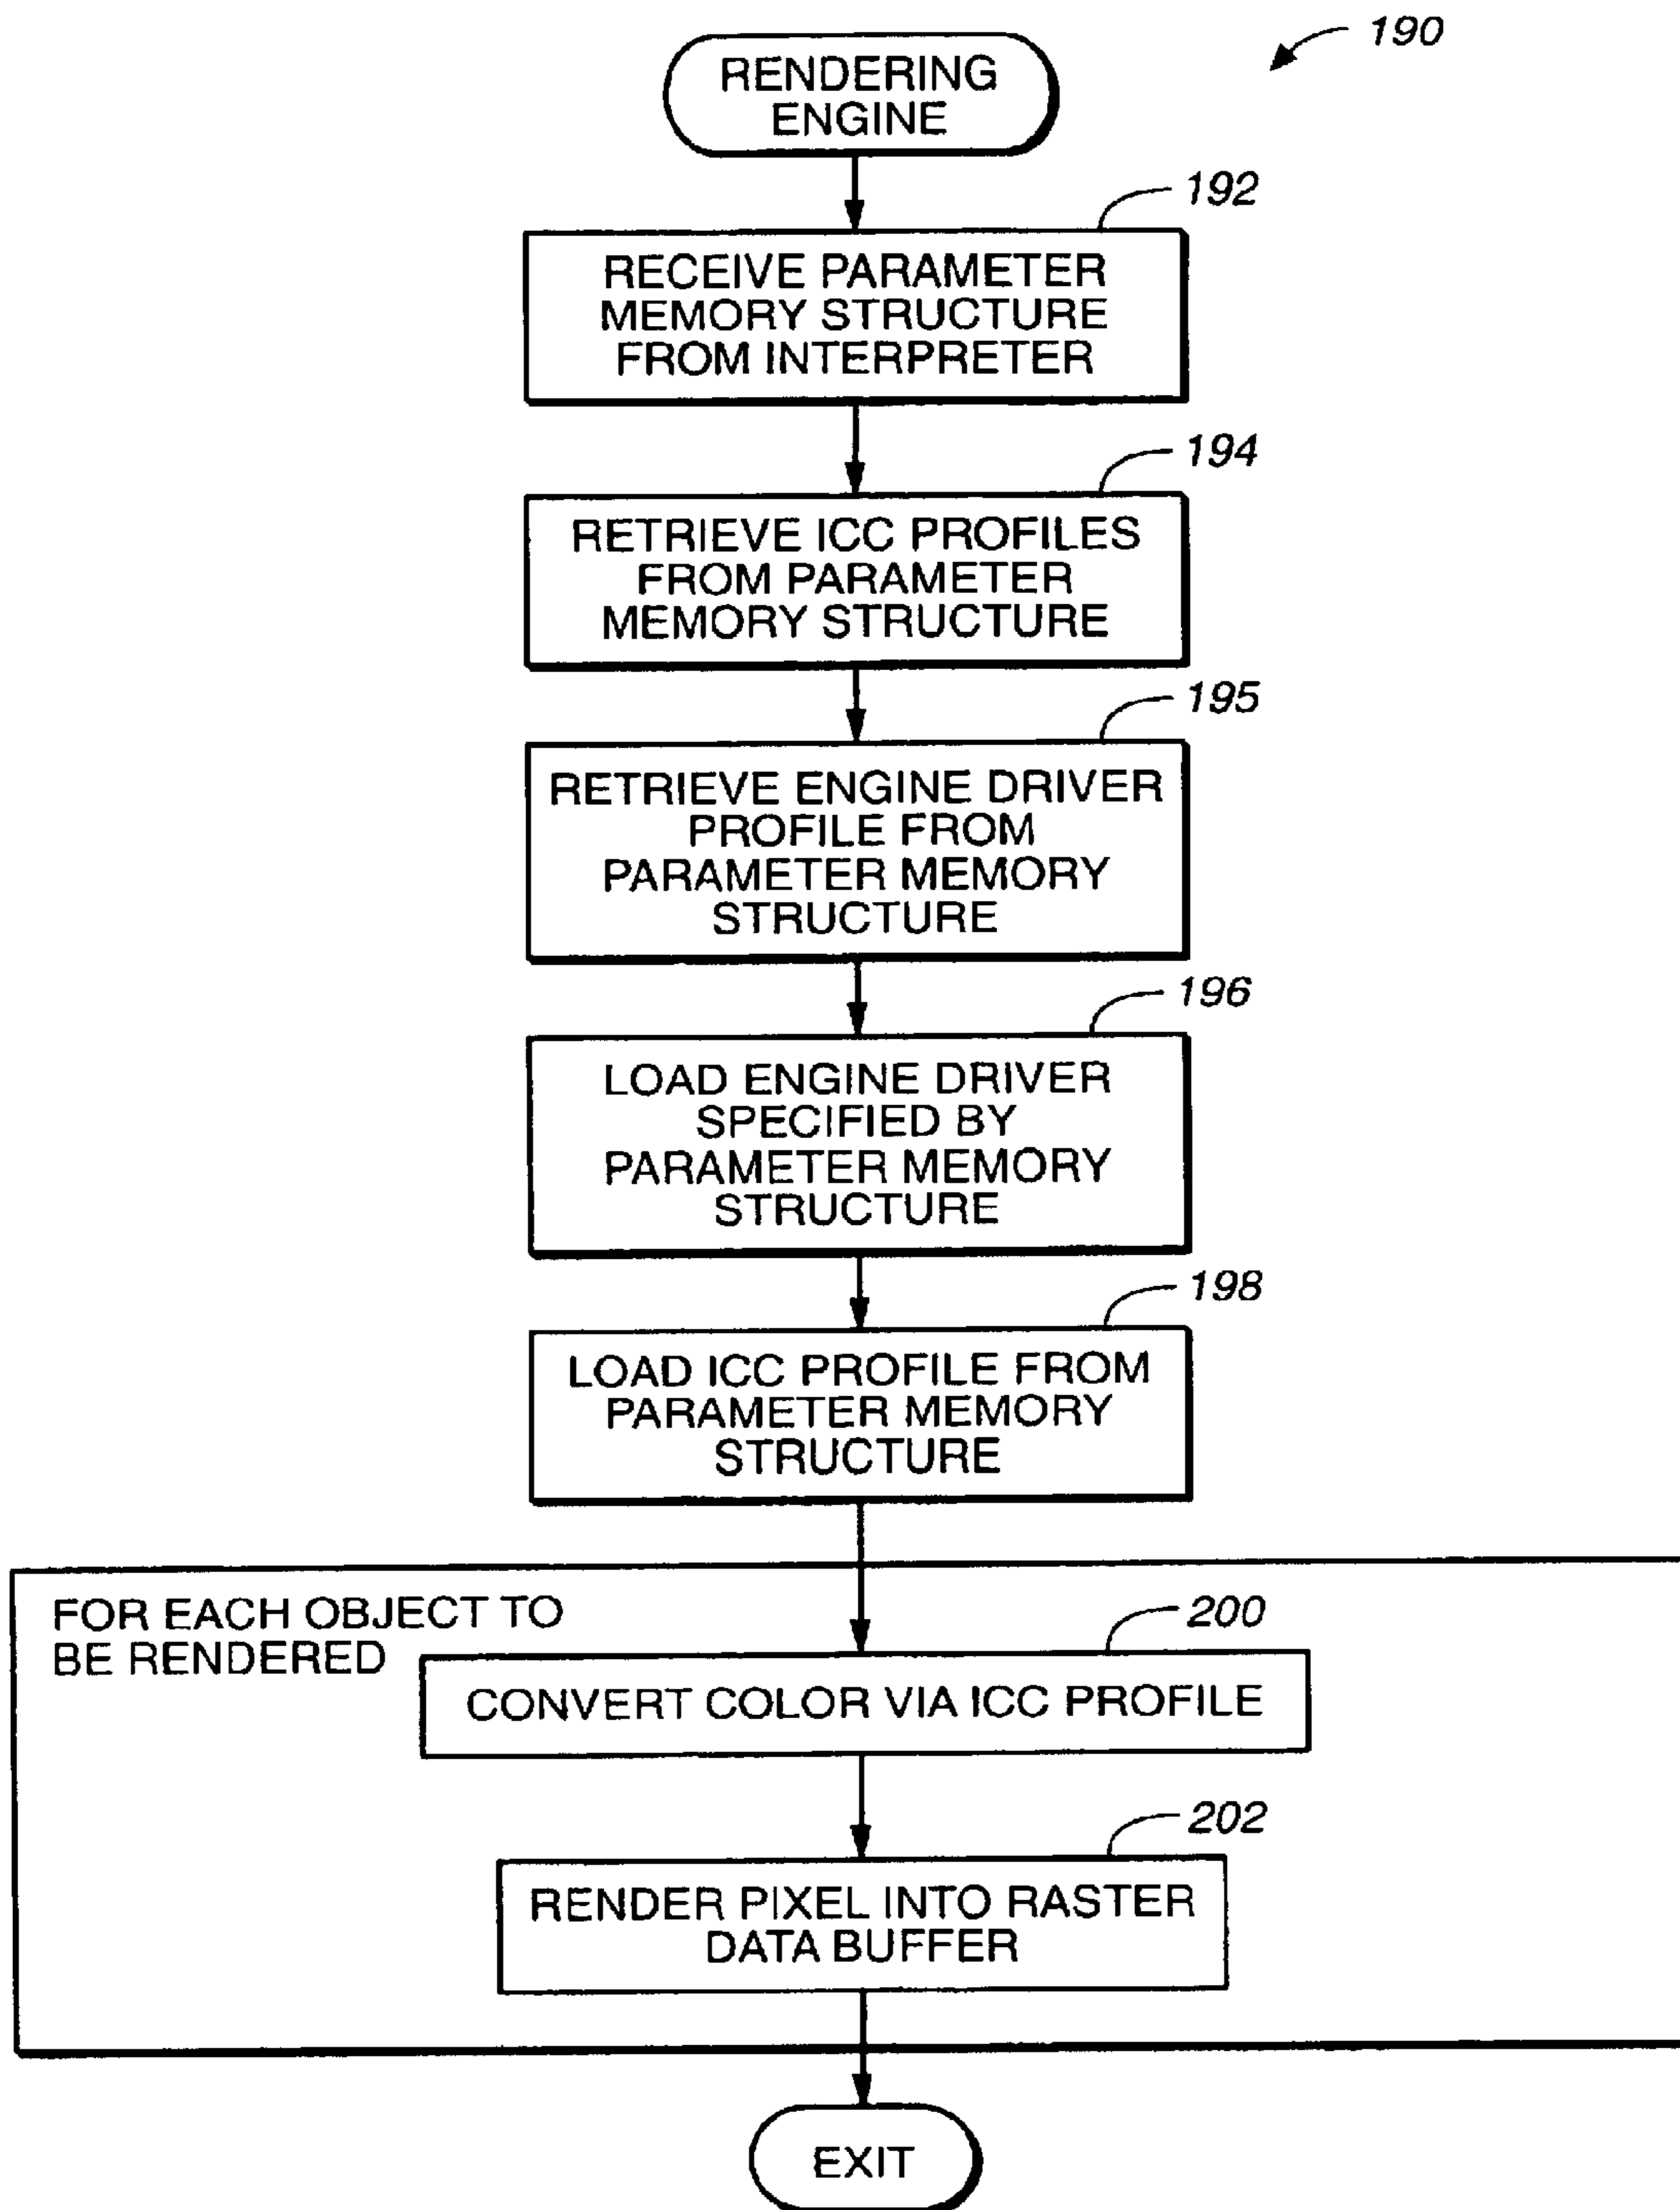 190
RENDERING
ENGINE
192
RECEIVE PARAMETER
MEMORY STRUCTURE
FROM INTERPRETER
194
RETRIEVE ICC PROFILES
FROM PARAMETER
MEMORY STRUCTURE
195
RETRIEVE ENGINE DRIVER
PROFILE FROM
PARAMETER MEMORY
STRUCTURE
196
LOAD ENGINE DRIVER
SPECIFIED BY
PARAMETER MEMORY
STRUCTURE
198
LOAD ICC PROFILE FROM
PARAMETER MEMORY
STRUCTURE
FOR EACH OBJECT TO
BE RENDERED
200
CONVERT COLOR VIA ICC PROFILE
202
RENDER PIXEL INTO RASTER
DATA BUFFER
EXIT